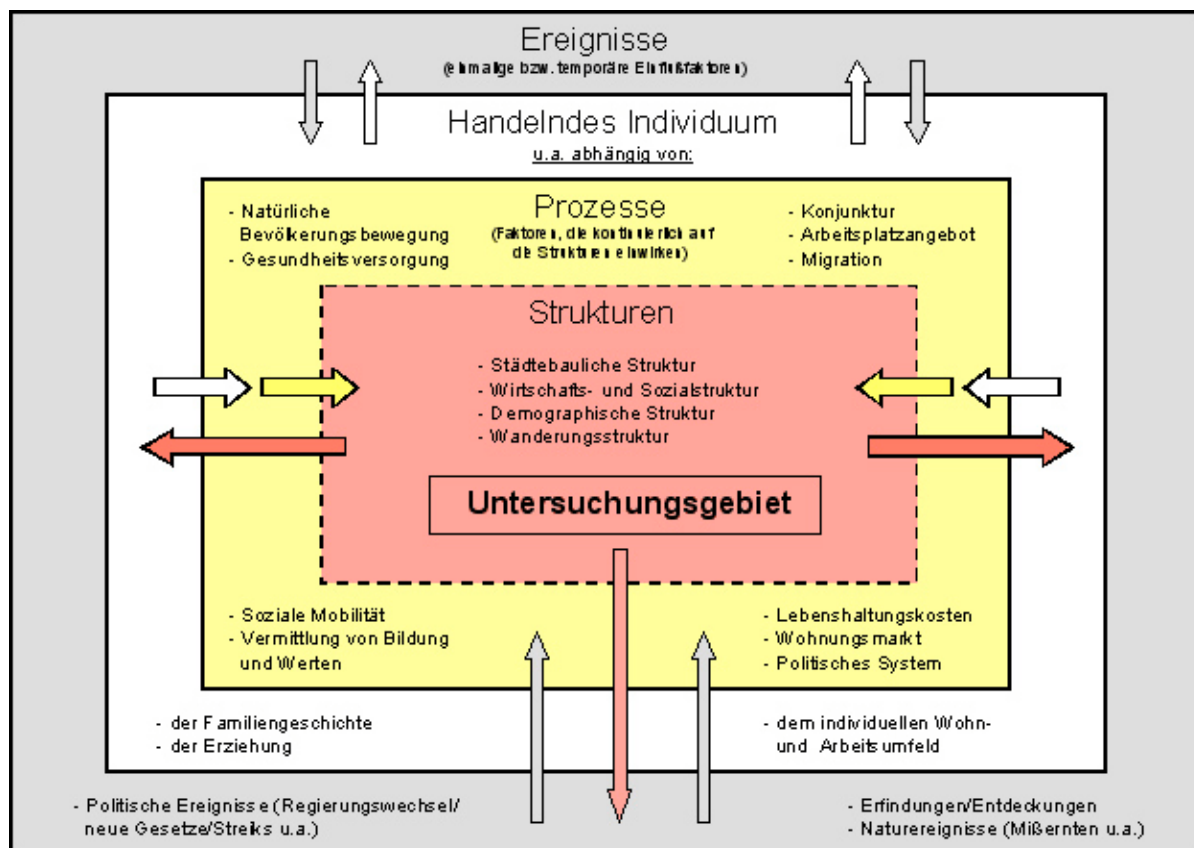 Ereignisse
(ehmalige bzw. temporäre Einflußfaktoren)
Handelndes Individuum
u.a. abhängig von:
- Natürliche
Bevölkerungsbewegung
- Gesundheitsversorgung
Prozesse
(Faktoren, die kontinuierlich auf
die Strukturen einwirken)
- Konjunktur
- Arbeitsplatzangebot
- Migration
Strukturen
- Städtebauliche Struktur
- Wirtschafts- und Sozialstruktur
- Demographische Struktur
- Wanderungsstruktur
Untersuchungsgebiet
- Soziale Mobilität
- Vermittlung von Bildung
und Werten
- Lebenshaltungskosten
- Wohnungsmarkt
- Politisches System
- der Familiengeschichte
- der Erziehung
- dem individuellen Wohn-
und Arbeitsumfeld
- Politische Ereignisse (Regierungswechsel/
neue Gesetze/Streiks u.a.)
- Erfindungen/Entdeckungen
- Naturereignisse (Mißernten u.a.)